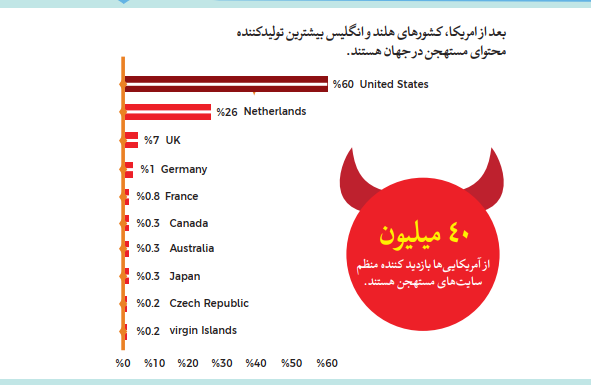 بعد از امریکا، کشورهای هلند و انگلیس بیشترین تولیدکننده
محتوای مستهجن در جهان هستند.
%60 United States
%26 Netherlands
%7 UK
%1 Germany
%0.8 France
%0.3 Canada
%0.3 Australia
%0.3 Japan
%0.2 Czech Republic
%0.2 virgin Islands
%0 %10 %20 %30 %40 %50 %60
۴۰ میلیون
از آمریکایی‌ها بازدید کننده منظم
سایت‌های مستهجن هستند.